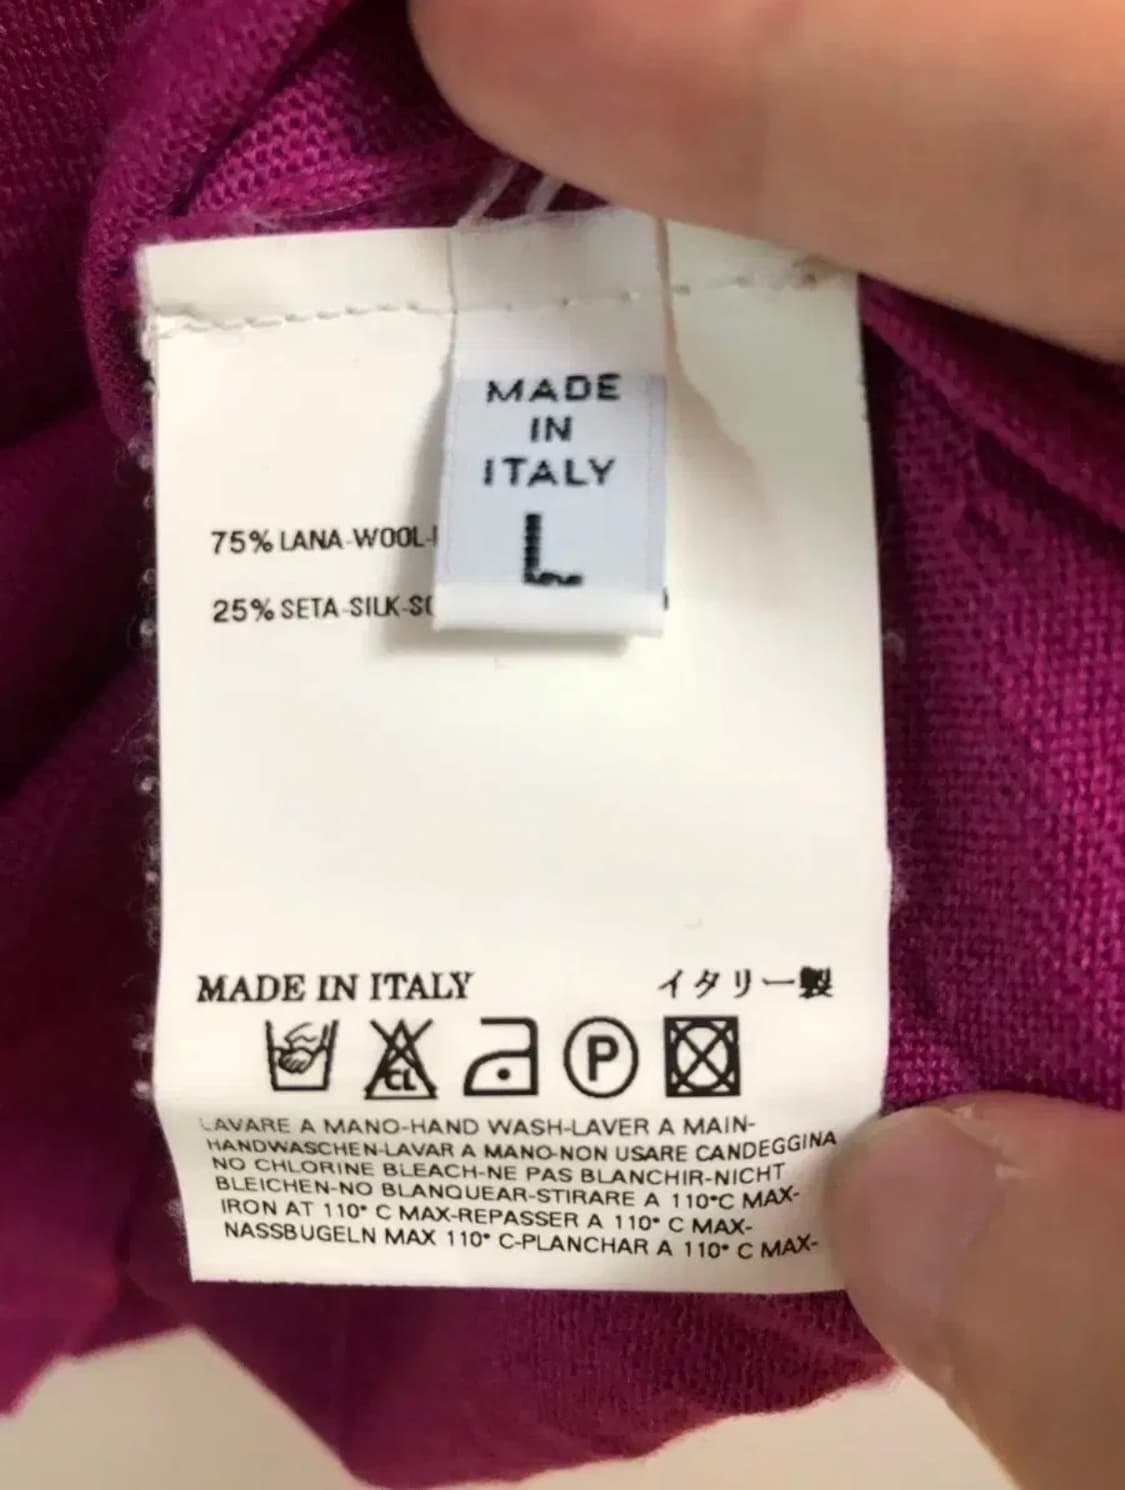 MADE
IN
ITALY
L
75% LANA-WOOL-
25% SETA-SILK-
MADE IN ITALY イタリー製
CL P
LAVARE A MANO-HAND WASH-LAVER A MAIN-
HANDWASCHEN-LAVAR A MANO-NON USARE CANDEGGINA
NO CHLORINE BLEACH-NE PAS BLANCHIR-NICHT
BLEICHEN-NO BLANQUEAR-STIRARE A 110°C MAX-
IRON AT 110° C MAX-REPASSER A 110° C MAX-
NASSBUGELN MAX 110° C-PLANCHAR A 110° C MAX-